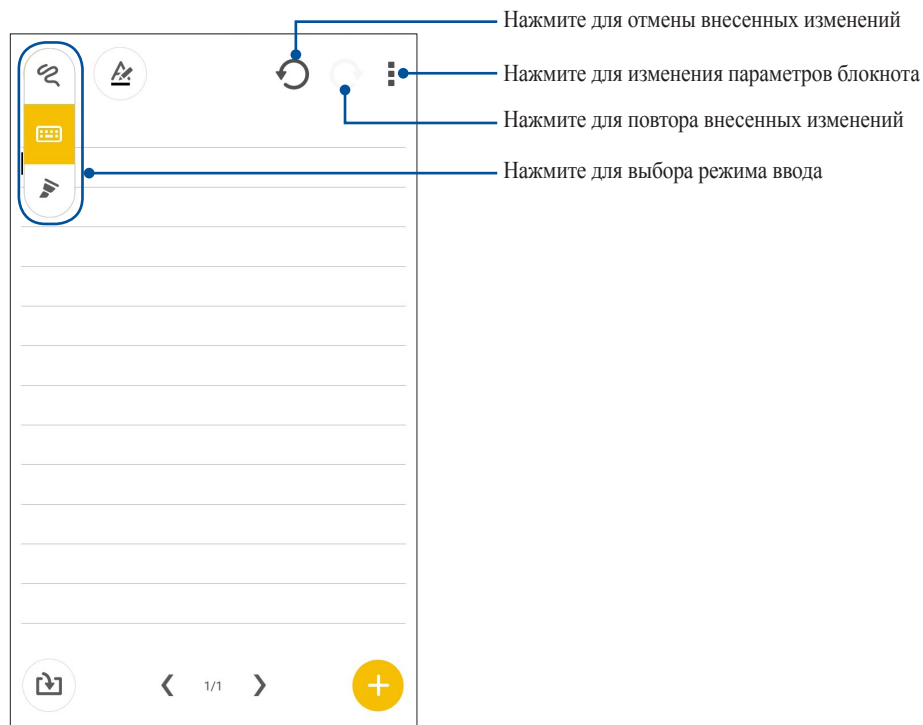 Нажмите для отмены внесенных изменений
Нажмите для изменения параметров блокнота
Нажмите для повтора внесенных изменений
Нажмите для выбора режима ввода
1/1